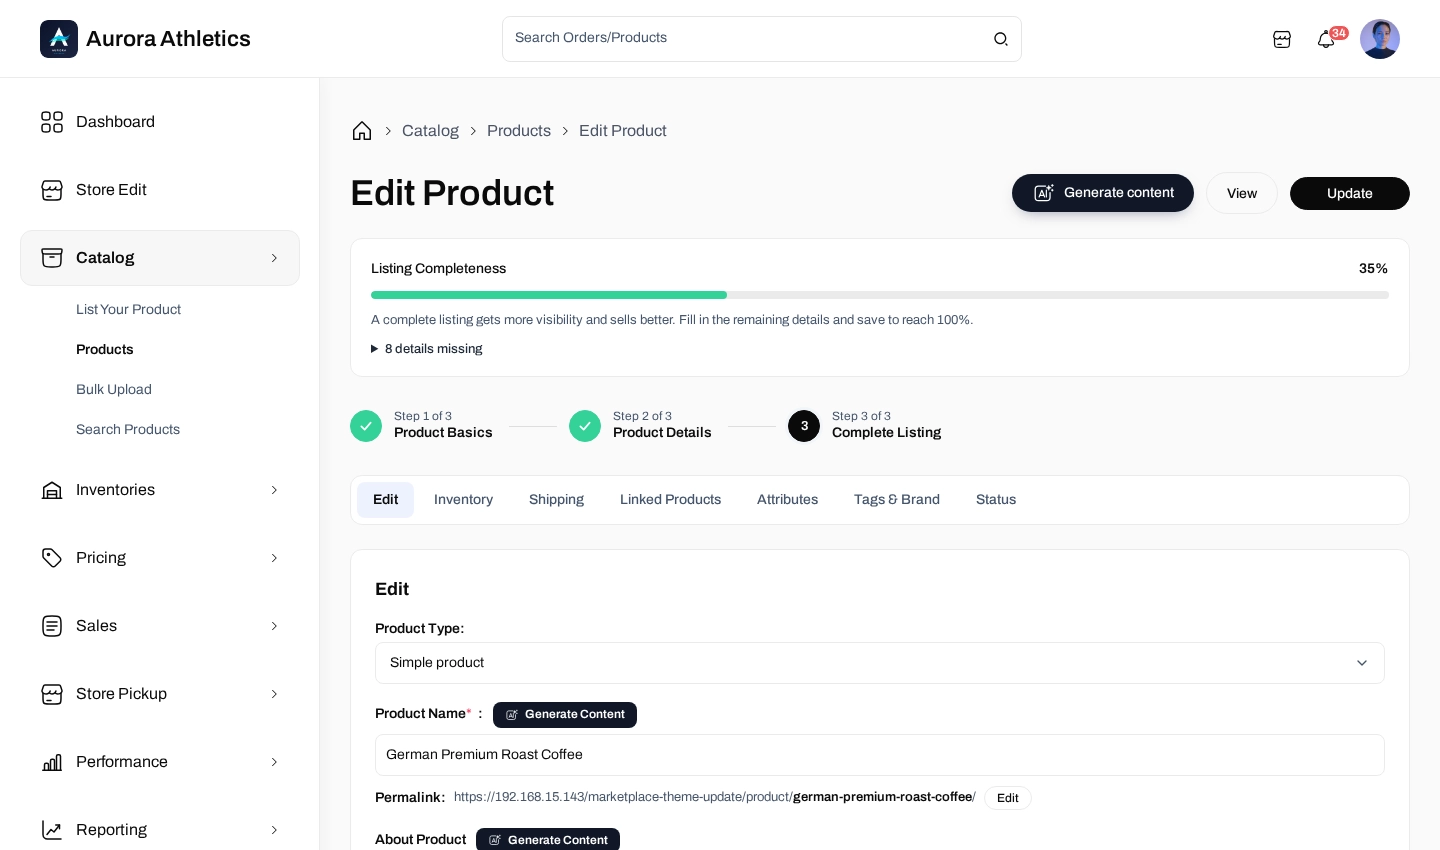 Aurora Athletics
Search Orders/Products
34
Dashboard
Store Edit
Catalog
List Your Product
Products
Bulk Upload
Search Products
Inventories
Pricing
Sales
Store Pickup
Performance
Reporting
Catalog
Products
Edit Product
Edit Product
AI Generate content
View
Update
Listing Completeness
35%
A complete listing gets more visibility and sells better. Fill in the remaining details and save to reach 100%.
8 details missing
Step 1 of 3
Product Basics
Step 2 of 3
Product Details
3
Step 3 of 3
Complete Listing
Edit
Inventory
Shipping
Linked Products
Attributes
Tags & Brand
Status
Edit
Product Type:
Simple product
Product Name* :
AI Generate Content
German Premium Roast Coffee
Permalink: https://192.168.15.143/marketplace-theme-update/product/german-premium-roast-coffee/
Edit
About Product
AI Generate Content